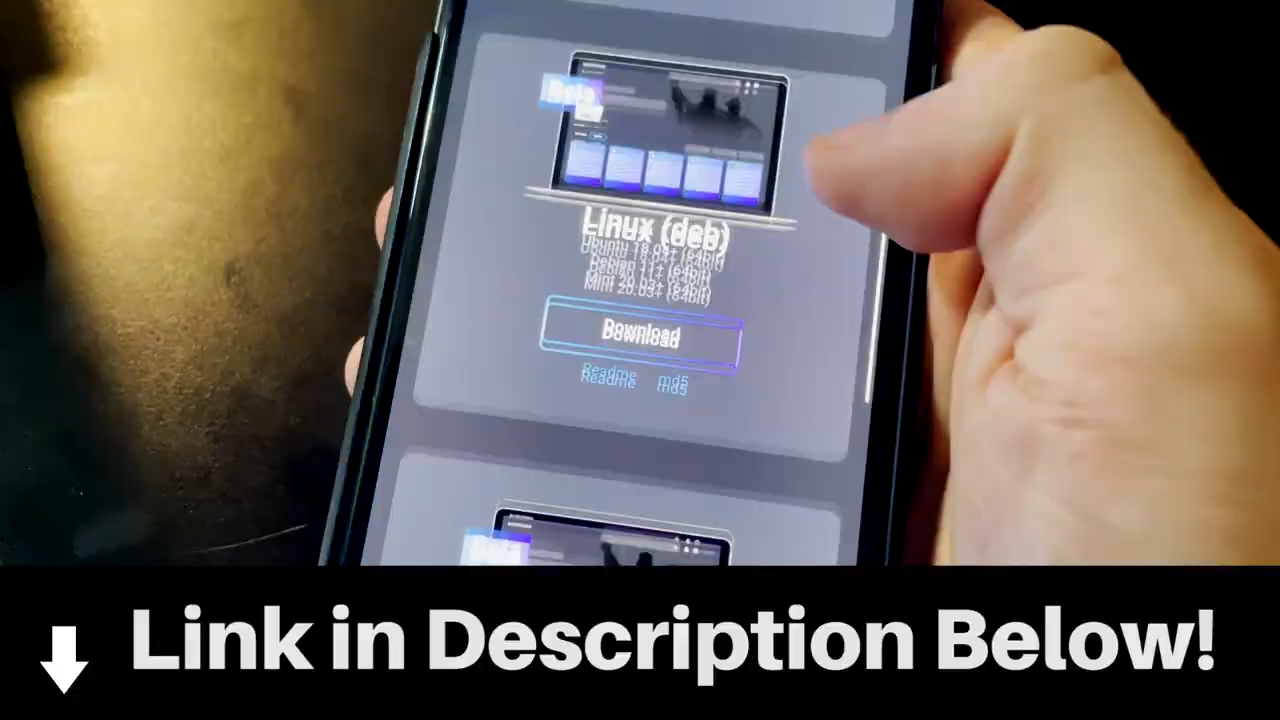 Beta
Linux (deb)
Ubuntu 18.04+ (64bit)
Debian 11+ (64bit)
Mint 20.03+ (64bit)
Download
Readme md5
Link in Description Below!